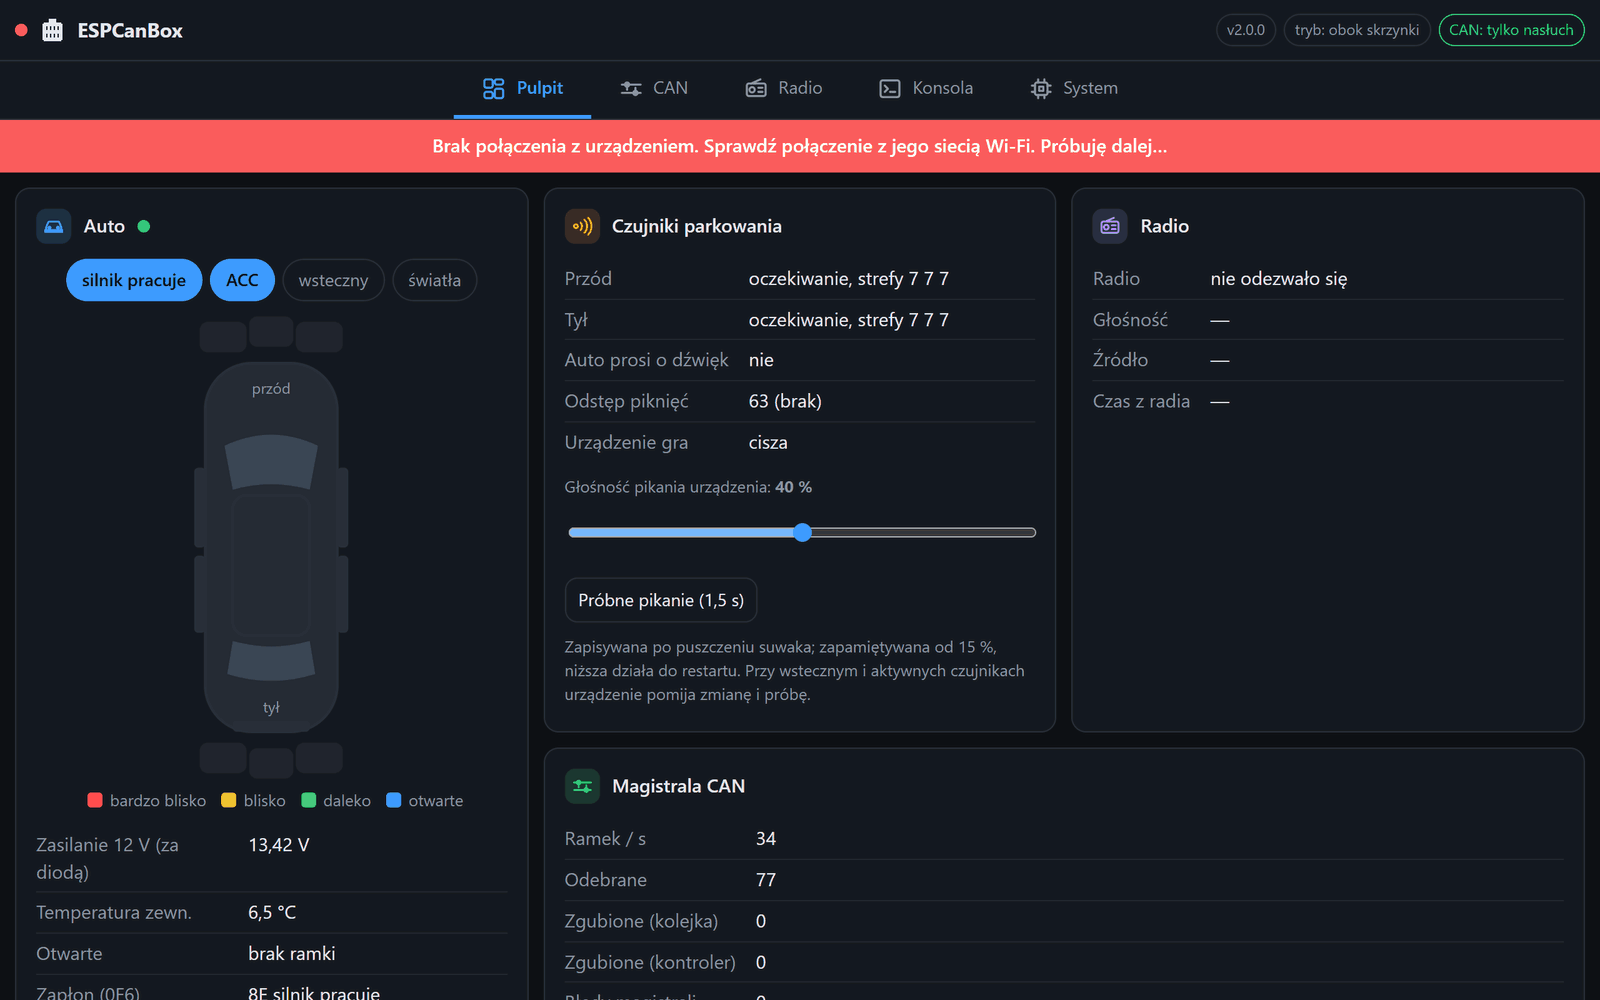 ESPCanBox
v2.0.0
tryb: obok skrzynki
CAN: tylko nasłuch
Pulpit
CAN
Radio
Konsola
System
Brak połączenia z urządzeniem. Sprawdź połączenie z jego siecią Wi-Fi. Próbuję dalej...
Auto
silnik pracuje
ACC
wsteczny
światła
przód
tył
bardzo blisko
blisko
daleko
otwarte
Zasilanie 12 V (za diodą) 13,42 V
Temperatura zewn. 6,5 °C
Otwarte brak ramki
Zapłon (0F6) 8E silnik pracuje
Czujniki parkowania
Przód oczekiwanie, strefy 7 7 7
Tył oczekiwanie, strefy 7 7 7
Auto prosi o dźwięk nie
Odstęp piknięć 63 (brak)
Urządzenie gra cisza
Głośność pikania urządzenia: 40 %
Próbne pikanie (1,5 s)
Zapisywana po puszczeniu suwaka; zapamiętywana od 15 %,
niższa działa do restartu. Przy wstecznym i aktywnych czujnikach
urządzenie pomija zmianę i próbę.
Radio
Radio nie odezwało się
Głośność —
Źródło —
Czas z radia —
Magistrala CAN
Ramek / s 34
Odebrane 77
Zgubione (kolejka) 0
Zgubione (kontroler) 0